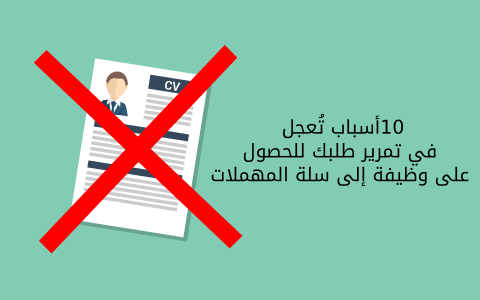 CV
10أسباب تُعجل
في تمرير طلبك للحصول
على وظيفة إلى سلة المهملات